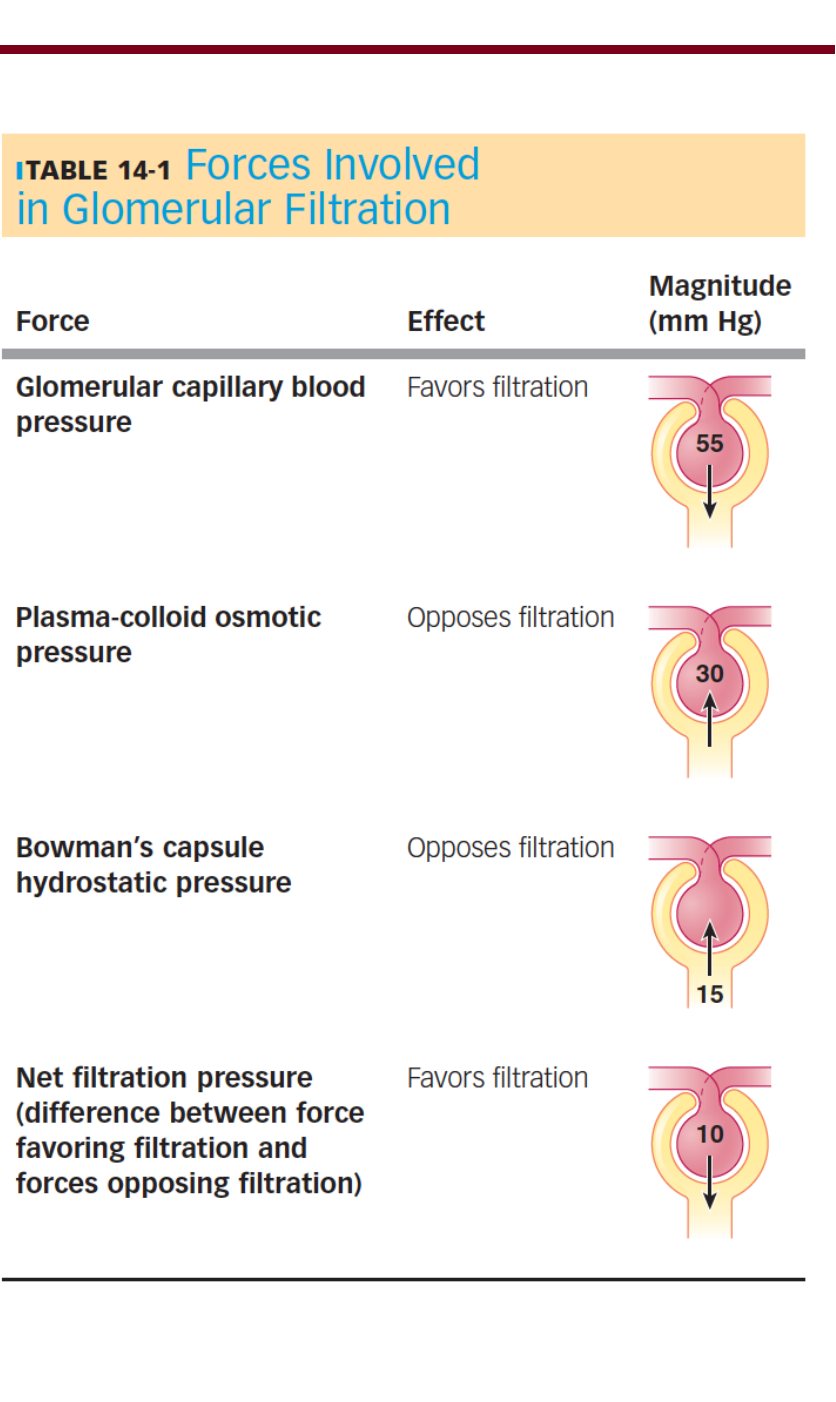 TABLE 14-1 Forces Involved
in Glomerular Filtration
Force
Effect
Magnitude
(mm Hg)
Glomerular capillary blood
pressure
Favors filtration
55
Plasma-colloid osmotic
pressure
Opposes filtration
30
Bowman’s capsule
hydrostatic pressure
Opposes filtration
15
Net filtration pressure
(difference between force
favoring filtration and
forces opposing filtration)
Favors filtration
10